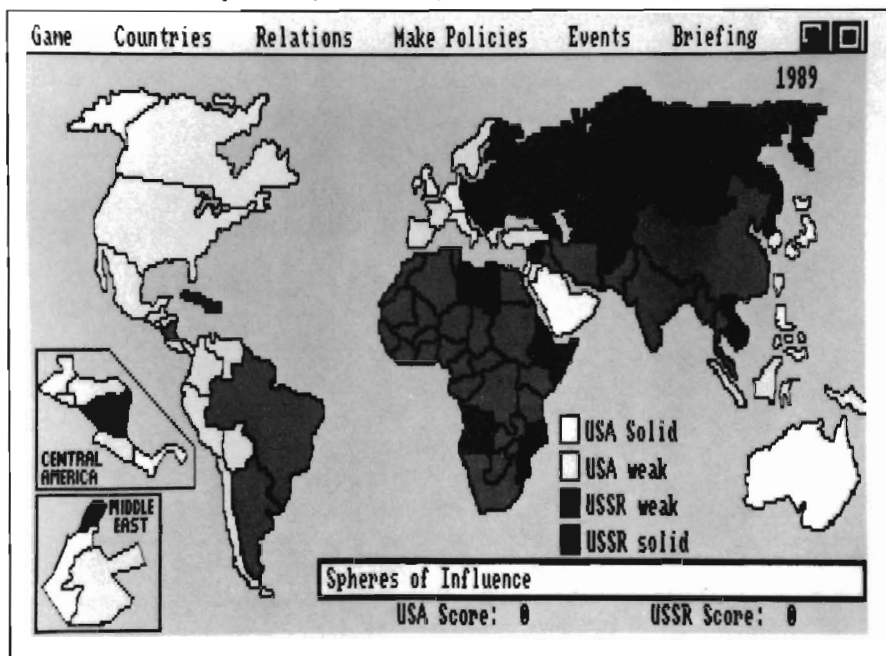 Game Countries Relations Make Policies Events Briefing
1989
CENTRAL
AMERICA
MIDDLE
EAST
USA Solid
USA weak
USSR weak
USSR solid
Spheres of Influence
USA Score: 0 USSR Score: 0